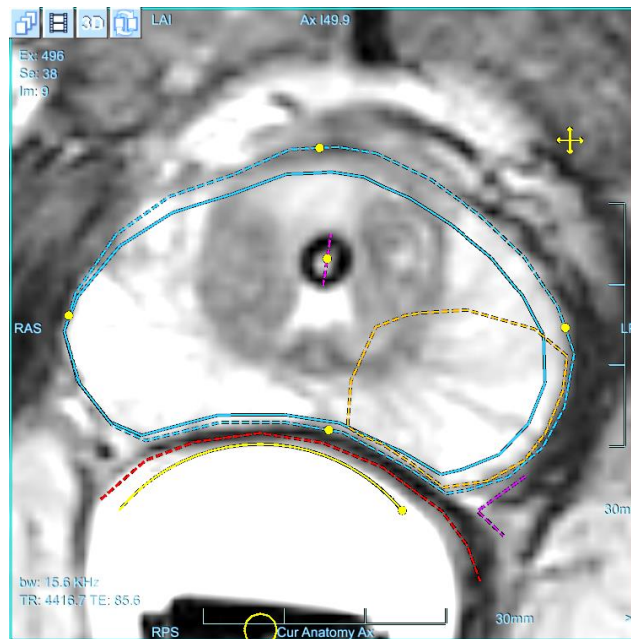 3D
LAI
Ax I49.9
Ex: 496
Se: 38
Im: 9
RAS
30mm
bw: 15.6 KHz
TR: 4416.7 TE: 85.6
30mm
RPS
Cur Anatomy Ax
>